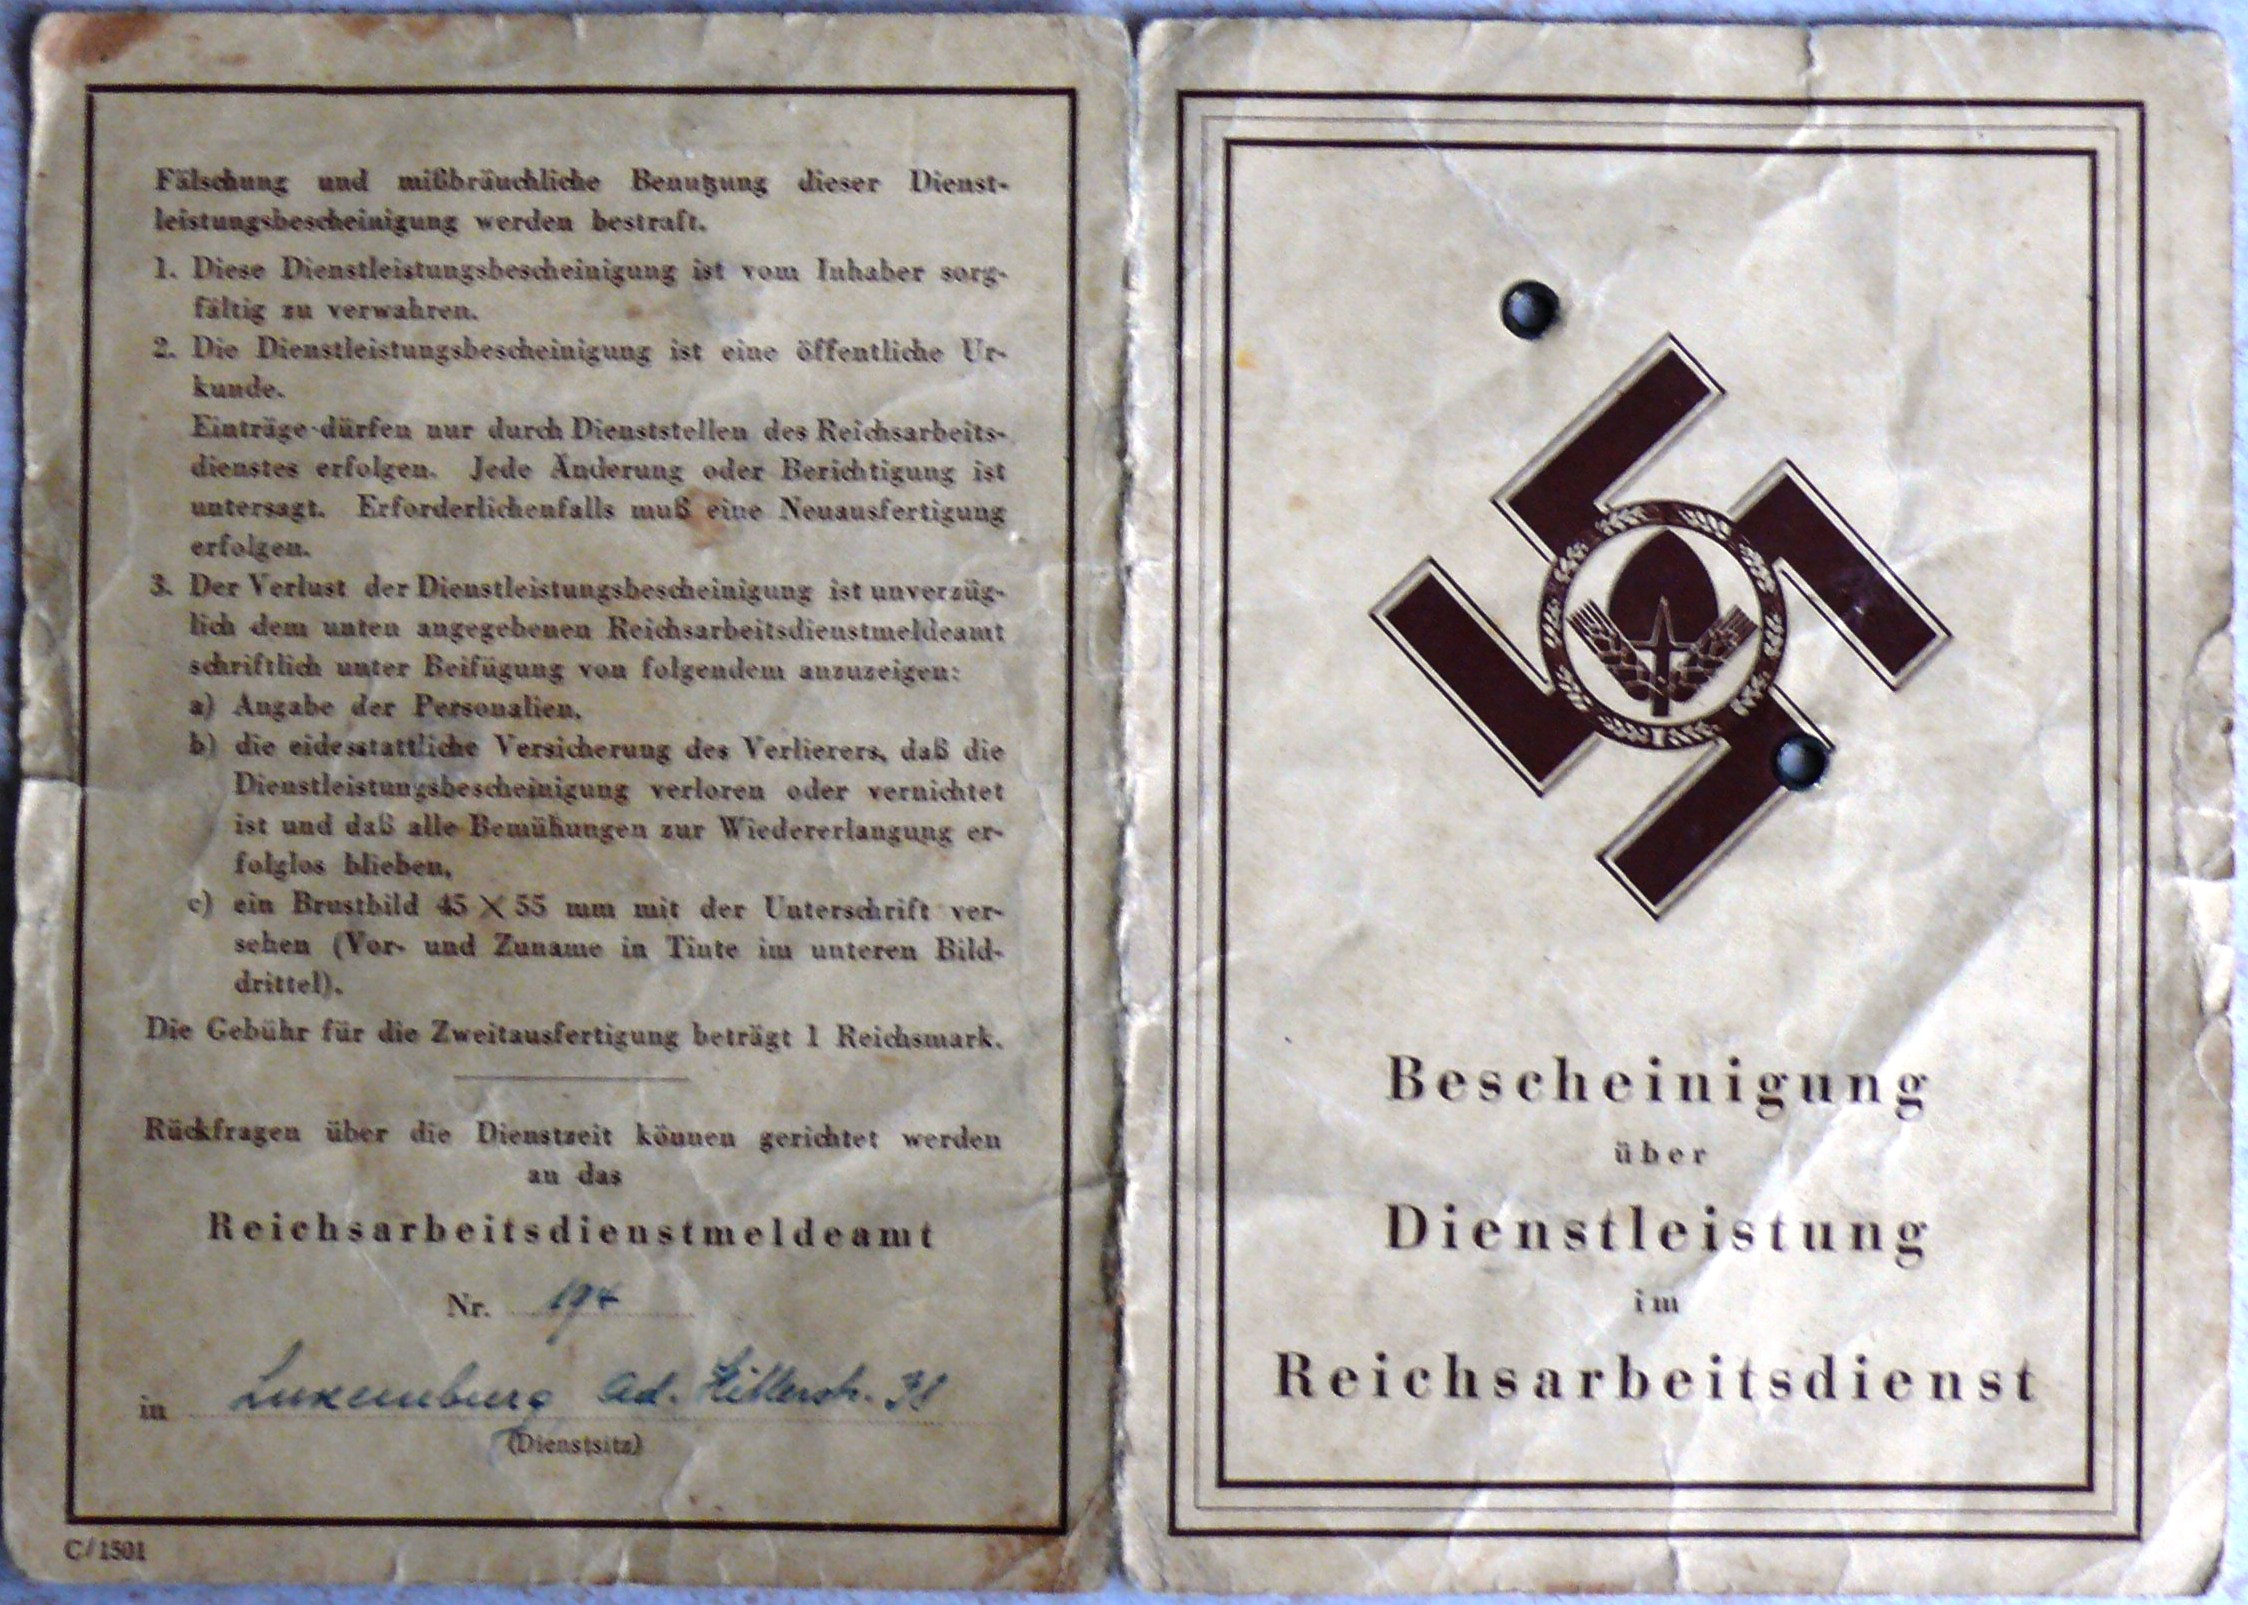 Fälschung und mißbräuchliche Benutzung dieser Dienst-
leistungsbescheinigung werden bestraft.
1. Diese Dienstleistungsbescheinigung ist vom Inhaber sorg-
fältig zu verwahren.
2. Die Dienstleistungsbescheinigung ist eine öffentliche Ur-
kunde.
Einträge dürfen nur durch Dienststellen des Reichsarbeits-
dienstes erfolgen. Jede Änderung oder Berichtigung ist
untersagt. Erforderlichenfalls muß eine Neuausfertigung
erfolgen.
3. Der Verlust der Dienstleistungsbescheinigung ist unverzüg-
lich dem unten angegebenen Reichsarbeitsdienstmeldeamt
schriftlich unter Beifügung von folgendem anzuzeigen:
a) Angabe der Personalien,
b) die eidesstattliche Versicherung des Verlierers, daß die
Dienstleistungsbescheinigung verloren oder vernichtet
ist und daß alle Bemühungen zur Wiedererlangung er-
folglos blieben,
c) ein Brustbild 45 × 55 mm mit der Unterschrift ver-
sehen (Vor- und Zuname in Tinte im unteren Bild-
drittel).
Die Gebühr für die Zweitausfertigung beträgt 1 Reichsmark.
Rückfragen über die Dienstzeit können gerichtet werden
an das
Reichsarbeitsdienstmeldeamt
Nr. 194
in Luxemburg Ad. Hitlerstr. 38
(Dienstsitz)
C/1501
Bescheinigung
über
Dienstleistung
im
Reichsarbeitsdienst